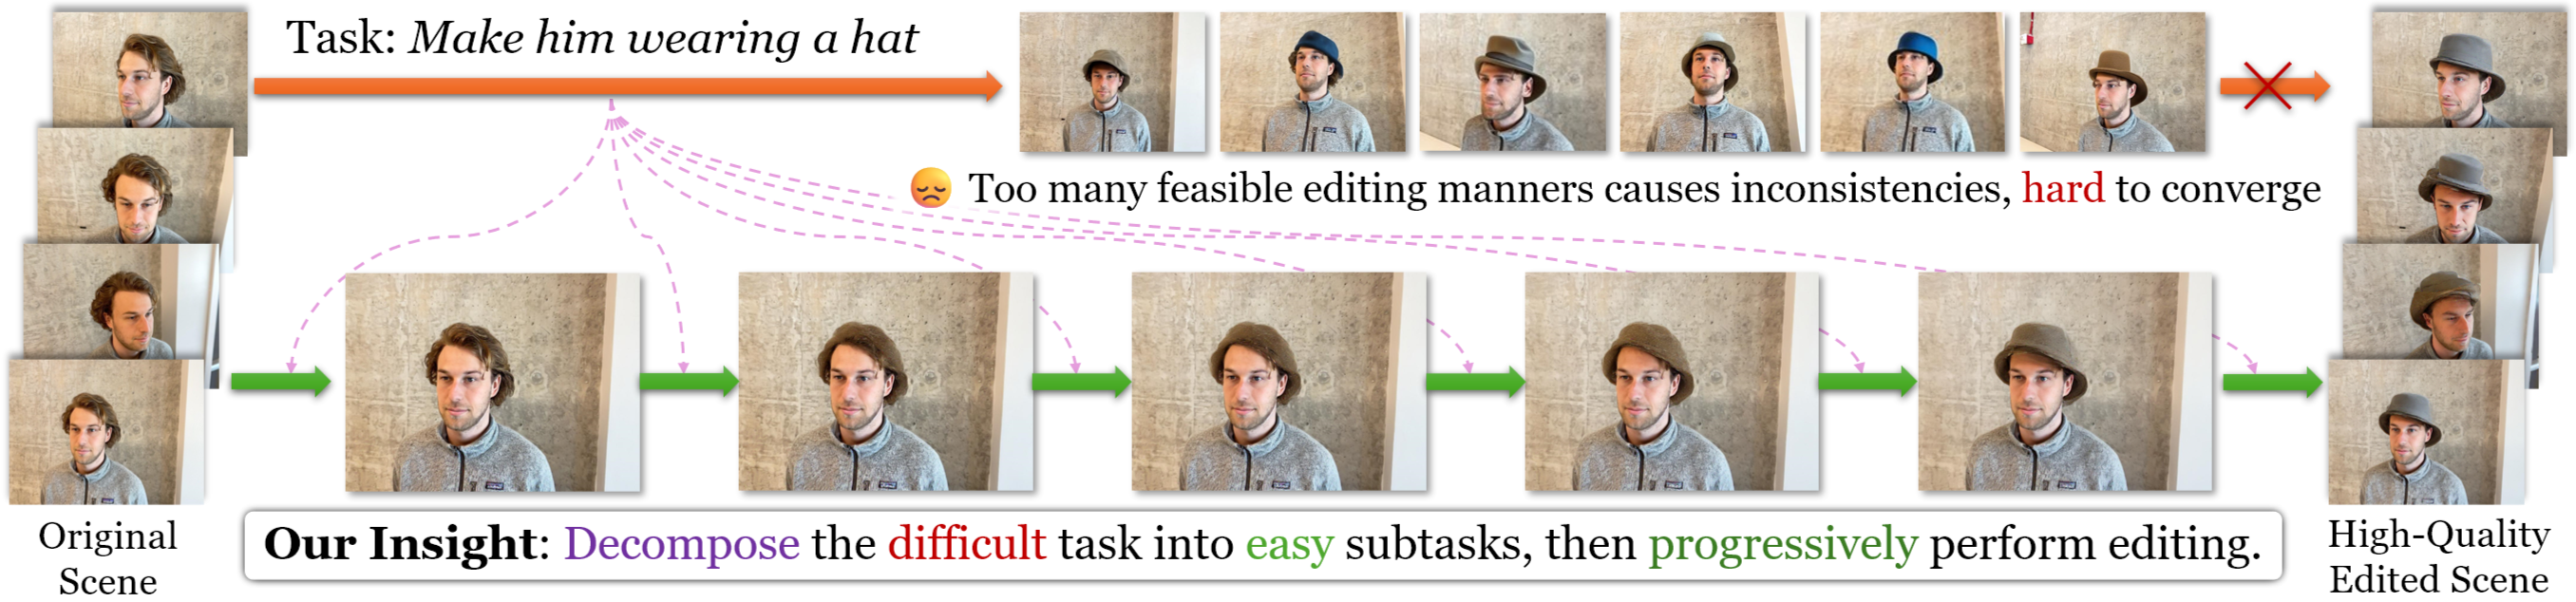 Task: Make him wearing a hat
Too many feasible editing manners causes inconsistencies, hard to converge
Our Insight: Decompose the difficult task into easy subtasks, then progressively perform editing.
Original
Scene
High-Quality
Edited Scene